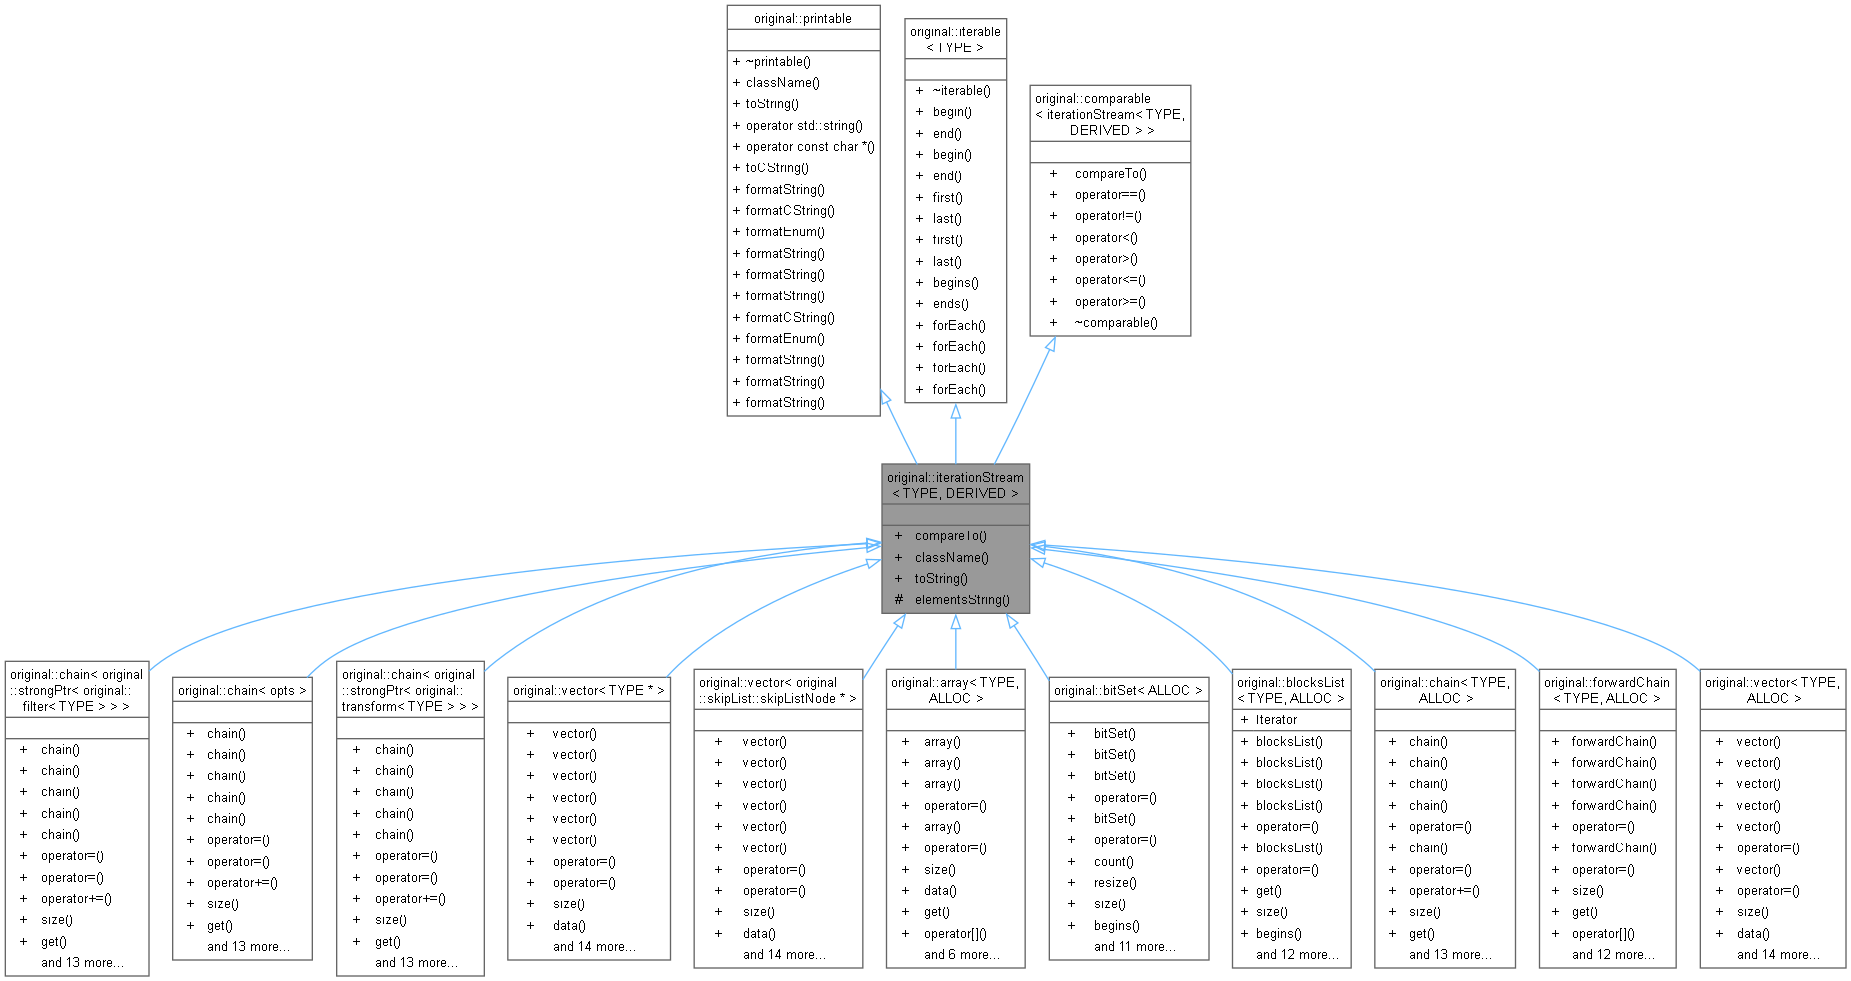 original::printable
+ ~printable()
+ className()
+ toString()
+ operator std::string()
+ operator const char *()
+ toCString()
+ formatString()
+ formatCString()
+ formatEnum()
+ formatString()
+ formatString()
+ formatString()
+ formatCString()
+ formatEnum()
+ formatString()
+ formatString()
+ formatString()
original::iterable
< TYPE >
+ ~iterable()
+ begin()
+ end()
+ begin()
+ end()
+ first()
+ last()
+ first()
+ last()
+ begins()
+ ends()
+ forEach()
+ forEach()
+ forEach()
+ forEach()
original::comparable
< iterationStream< TYPE,
DERIVED > >
+ compareTo()
+ operator==()
+ operator!=()
+ operator<()
+ operator>()
+ operator<=()
+ operator>=()
+ ~comparable()
original::iterationStream
< TYPE, DERIVED >
+ compareTo()
+ className()
+ toString()
# elementsString()
original::chain< original
::strongPtr< original::
filter< TYPE > > >
+ chain()
+ chain()
+ chain()
+ chain()
+ chain()
+ operator=()
+ operator=()
+ operator+=()
+ size()
+ get()
and 13 more...
original::chain< opts >
+ chain()
+ chain()
+ chain()
+ chain()
+ chain()
+ operator=()
+ operator=()
+ operator+=()
+ size()
+ get()
and 13 more...
original::chain< original
::strongPtr< original::
transform< TYPE > > >
+ chain()
+ chain()
+ chain()
+ chain()
+ chain()
+ operator=()
+ operator=()
+ operator+=()
+ size()
+ get()
and 13 more...
original::vector< TYPE * >
+ vector()
+ vector()
+ vector()
+ vector()
+ vector()
+ vector()
+ operator=()
+ operator=()
+ size()
+ data()
and 14 more...
original::vector< original
::skipList::skipListNode * >
+ vector()
+ vector()
+ vector()
+ vector()
+ vector()
+ vector()
+ operator=()
+ operator=()
+ size()
+ data()
and 14 more...
original::array< TYPE,
ALLOC >
+ array()
+ array()
+ array()
+ operator=()
+ array()
+ operator=()
+ size()
+ data()
+ get()
+ operator[]()
and 6 more...
original::bitSet< ALLOC >
+ bitSet()
+ bitSet()
+ bitSet()
+ operator=()
+ bitSet()
+ operator=()
+ count()
+ resize()
+ size()
+ begins()
and 11 more...
original::blocksList
< TYPE, ALLOC >
+ Iterator
+ blocksList()
+ blocksList()
+ blocksList()
+ blocksList()
+ operator=()
+ blocksList()
+ operator=()
+ get()
+ size()
+ begins()
and 12 more...
original::chain< TYPE,
ALLOC >
+ chain()
+ chain()
+ chain()
+ chain()
+ operator=()
+ chain()
+ operator=()
+ operator+=()
+ size()
+ get()
and 13 more...
original::forwardChain
< TYPE, ALLOC >
+ forwardChain()
+ forwardChain()
+ forwardChain()
+ forwardChain()
+ operator=()
+ forwardChain()
+ operator=()
+ size()
+ get()
+ operator[]()
and 12 more...
original::vector< TYPE,
ALLOC >
+ vector()
+ vector()
+ vector()
+ vector()
+ vector()
+ operator=()
+ vector()
+ operator=()
+ size()
+ data()
and 14 more...